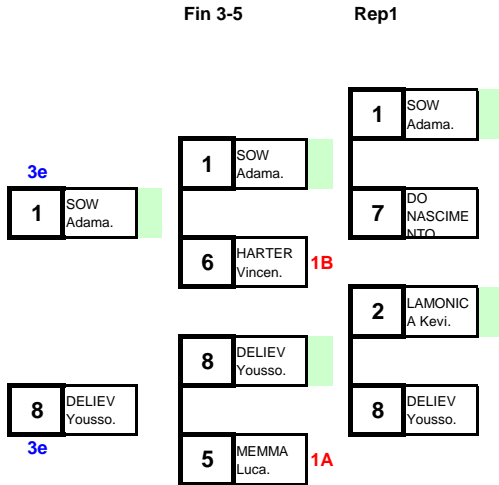 Fin 3-5 Rep1
1 SOW
Adama.
1 SOW
Adama.
3e
1 SOW
Adama.
7 DO
NASCIME
NTO
6 HARTER
Vincen. 1B
2 LAMONIC
A Kevi.
8 DELIEV
Yousso.
8 DELIEV
Yousso.
8 DELIEV
Yousso.
3e
5 MEMMA
Luca. 1A